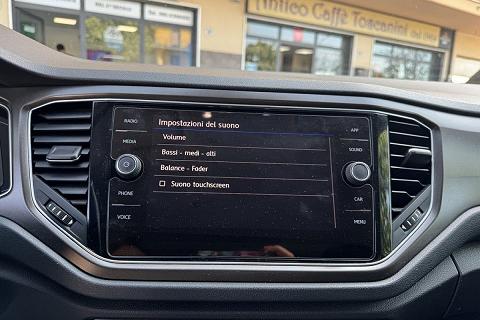 Antico Caffè Toscanini
RADIO
MEDIA
PHONE
VOICE
Impostazioni del suono
Volume
Bassi - medi - alti
Balance - Fader
Suono touchscreen
APP
SOUND
CAR
MENU